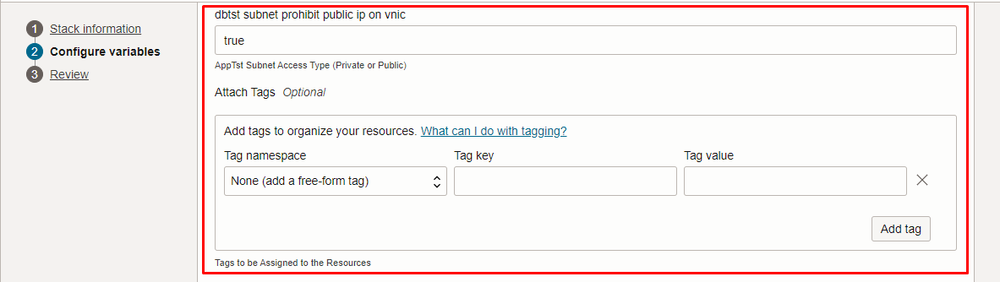 1 Stack information
2 Configure variables
3 Review
dbtst subnet prohibit public ip on vnic
true
AppTst Subnet Access Type (Private or Public)
Attach Tags Optional
Add tags to organize your resources. What can I do with tagging?
Tag namespace Tag key Tag value
None (add a free-form tag)
Add tag
Tags to be Assigned to the Resources